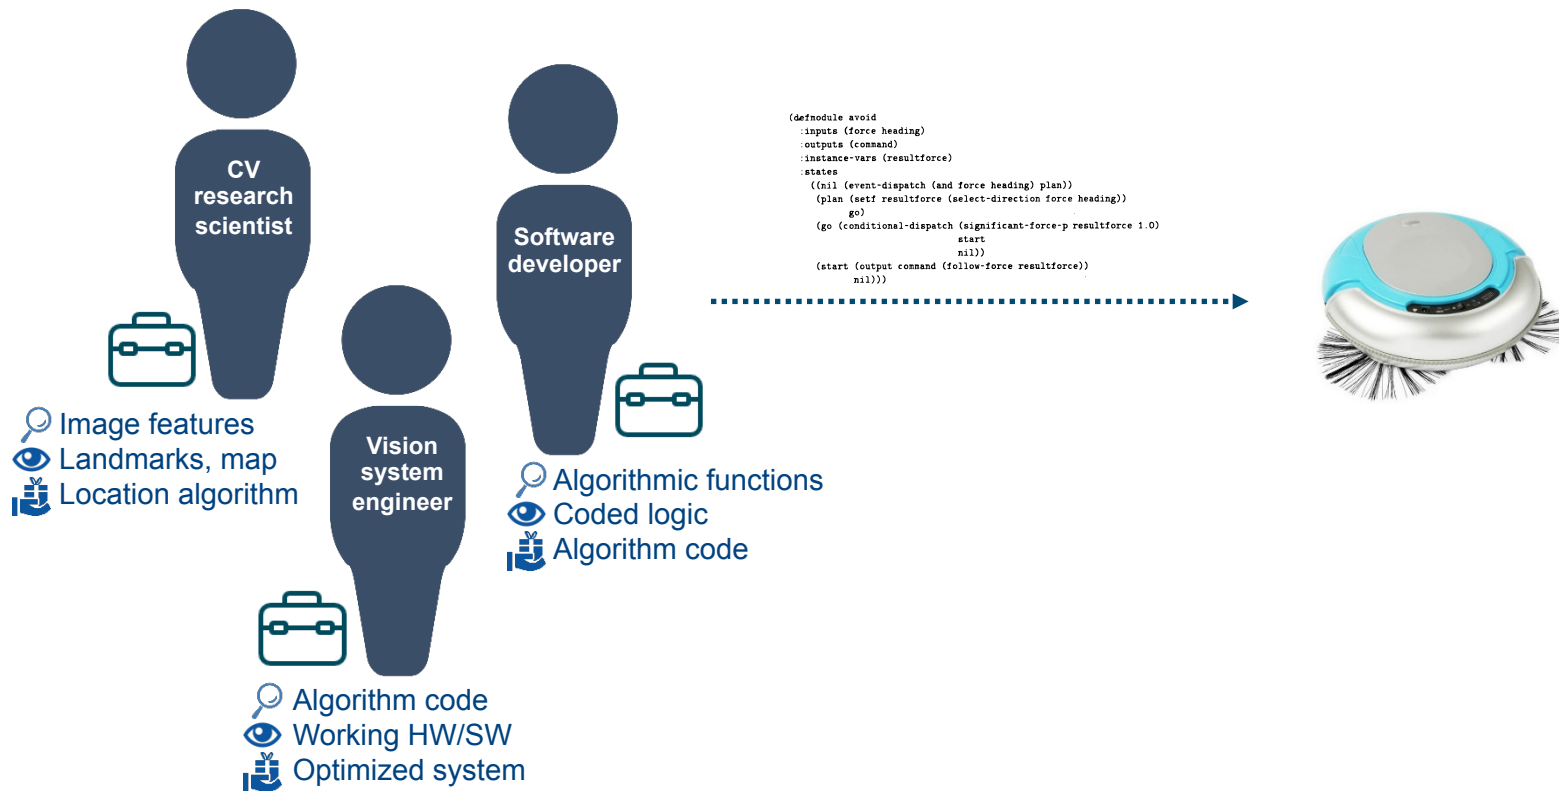 CV
research
scientist
Image features
Landmarks, map
Location algorithm
Software
developer
Algorithmic functions
Coded logic
Algorithm code
Vision
system
engineer
Algorithm code
Working HW/SW
Optimized system
(defmodule avoid
:inputs (force heading)
:outputs (command)
:instance-vars (resultforce)
:states
((nil (event-dispatch (and force heading) plan))
(plan (setf resultforce (select-direction force heading))
go)
(go (conditional-dispatch (significant-force-p resultforce 1.0)
start
nil))
(start (output command (follow-force resultforce))
nil)))